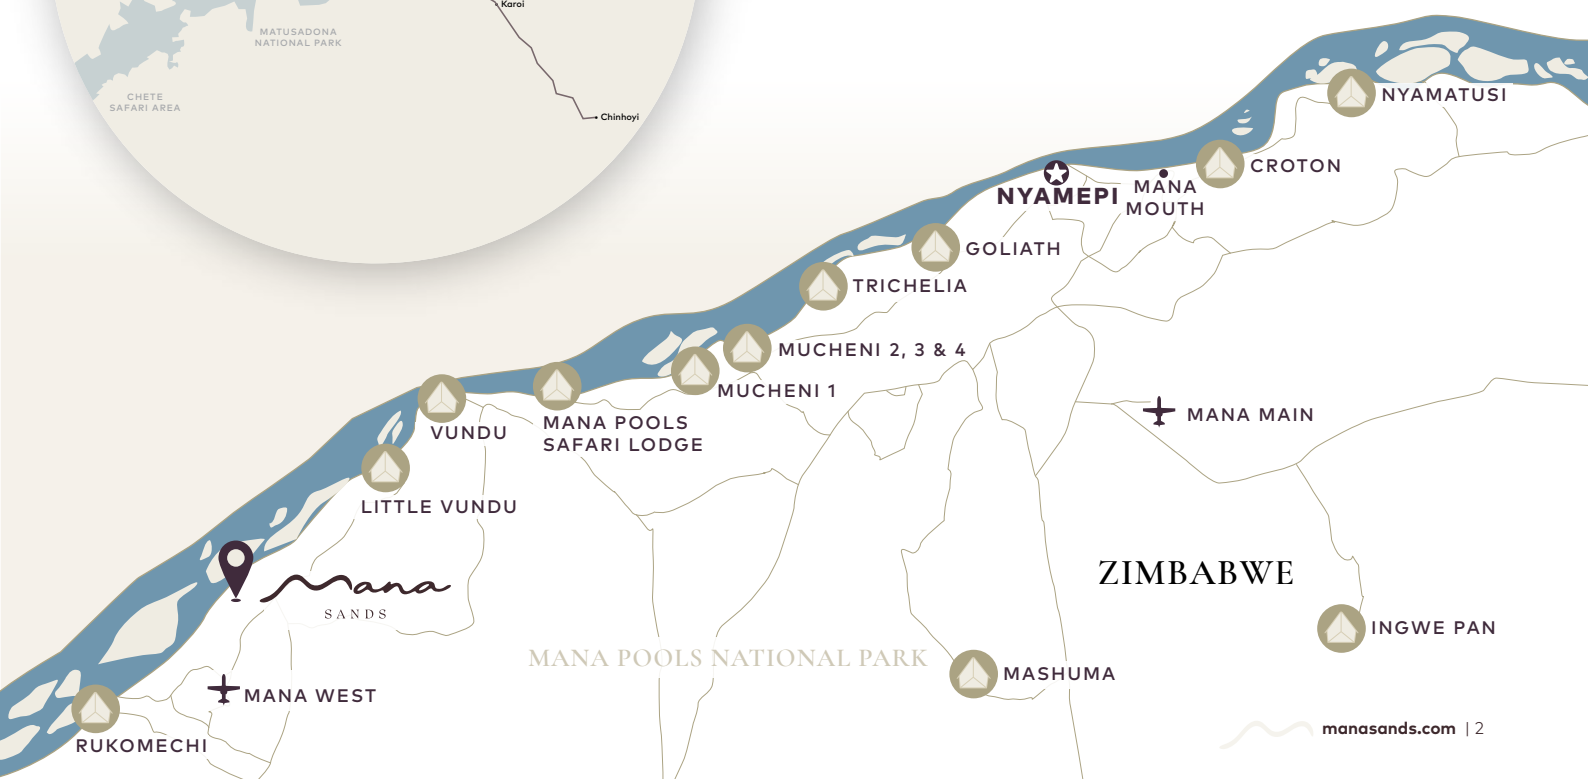 Karoi
MATUSADONA
NATIONAL PARK
CHETE
SAFARI AREA
Chinhoyi
NYAMATUSI
CROTON
NYAMEPI
MANA
MOUTH
GOLIATH
TRICHELIA
MUCHENI 2, 3 & 4
MUCHENI 1
MANA POOLS
SAFARI LODGE
VUNDU
MANA MAIN
LITTLE VUNDU
Mana
SANDS
ZIMBABWE
INGWE PAN
MANA POOLS NATIONAL PARK
MASHUMA
MANA WEST
RUKOMECHI
manasands.com | 2